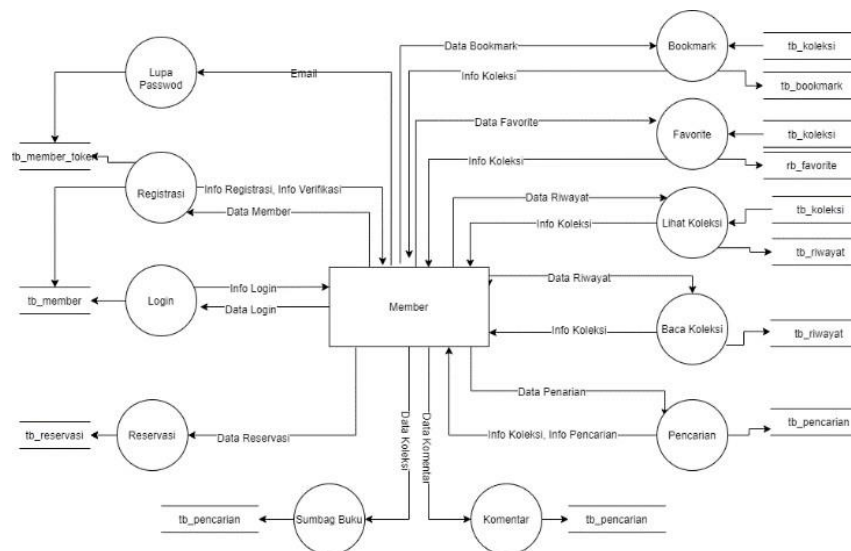 Data Bookmark
Bookmark
tb_koleksi
Lupa
Passwod
Email
Info Koleksi
tb_bookmark
Data Favorite
Favorite
tb_koleksi
tb_member_token
Info Koleksi
rb_favorite
Registrasi
Info Registrasi, Info Verifikasi
Data Riwayat
tb_koleksi
Data Member
Info Koleksi
Lihat Koleksi
tb_riwayat
Info Login
Data Riwayat
tb_member
Login
Data Login
Member
Info Koleksi
Baca Koleksi
tb_riwayat
Data Penarian
tb_pencarian
tb_reservasi
Reservasi
Data Reservasi
Data Koleksi
Data Komentar
Info Koleksi, Info Pencarian
Pencarian
tb_pencarian
Sumbag Buku
Komentar
tb_pencarian